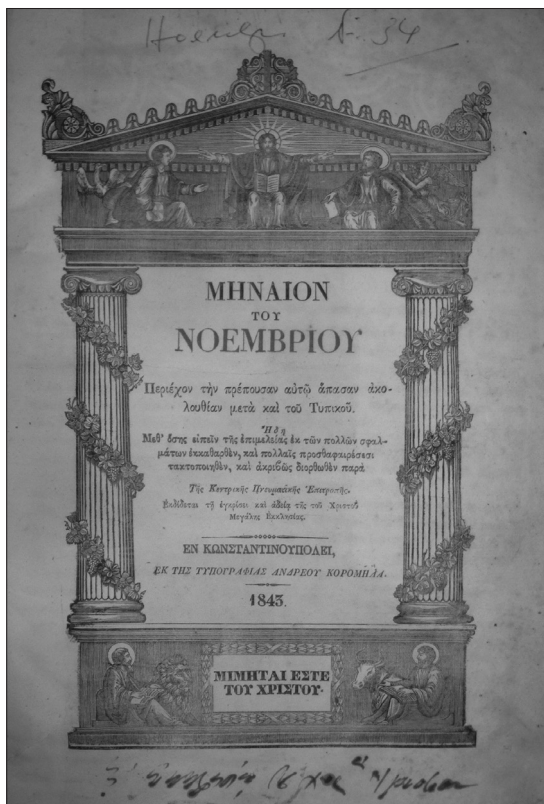 ΜΗΝΑΙΟΝ
ΤΟΥ
ΝΟΕΜΒΡΙΟΥ
Περιέχον τὴν πρέπουσαν αὐτῷ ἅπασαν ἀκο-
λουθίαν μετὰ καὶ τοῦ Τυπικοῦ.
Ἤδη
Μεθ' ὅσης εἰπεῖν τῆς ἐπιμελείας ἐκ τῶν πολλῶν σφαλ-
μάτων ἐκκαθαρθὲν, καὶ πολλαῖς προσθαφαιρέσεσι
τακτοποιηθὲν, καὶ ἀκριβῶς διορθωθὲν παρὰ
Τῆς Κεντρικῆς Πνευματικῆς Ἐπιτροπῆς.
Ἐκδίδοται τῇ ἐγκρίσει καὶ ἀδείᾳ τῆς τοῦ Χριστοῦ
Μεγάλης Ἐκκλησίας.
ΕΝ ΚΩΝΣΤΑΝΤΙΝΟΥΠΟΛΕΙ,
ΕΚ ΤΗΣ ΤΥΠΟΓΡΑΦΙΑΣ ΑΝΔΡΕΟΥ ΚΟΡΟΜΗΛΑ.
1843.
ΜΙΜΗΤΑΙ ΕΣΤΕ
ΤΟΥ ΧΡΙΣΤΟΥ·